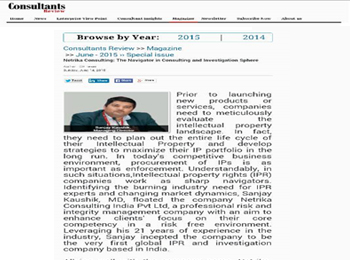 Consultants
Review
Home
News
Leverative View Point
Consultant Insights
Magazine
Newsletter
Subscribe Now
About us
Browse by Year:
2015 | 2014
Consultants Review >> Magazine
>> June - 2015 -- Special Issue
Netrika Consulting: The Navigator in Consulting and Investigation Sphere
Tweet
Share
Prior to launching
new products or
services, companies
need to meticulously
evaluate the
intellectual property
landscape. In fact,
they need to plan out the entire life cycle of
their Intellectual Property and develop
strategies to maximize their IP portfolio in the
long run. In today's competitive business
environment, procurement of IPs is as
important as enforcement. Understandably, in
such situations,Intellectual property rights (IPR)
companies work as sharp navigators.
Identifying the burning industry need for IPR
experts and changing market dynamics, Sanjay
Kaushik, MD, floated the company Netrika
Consulting India Pvt Ltd, a professional risk and
integrity management company with an aim to
enhance clients' focus on their core
competency in a risk free environment.
Leveraging his 21 years of experience in the
industry, Sanjay incepted the company to be
the very first global IPR and investigation
company based in India.